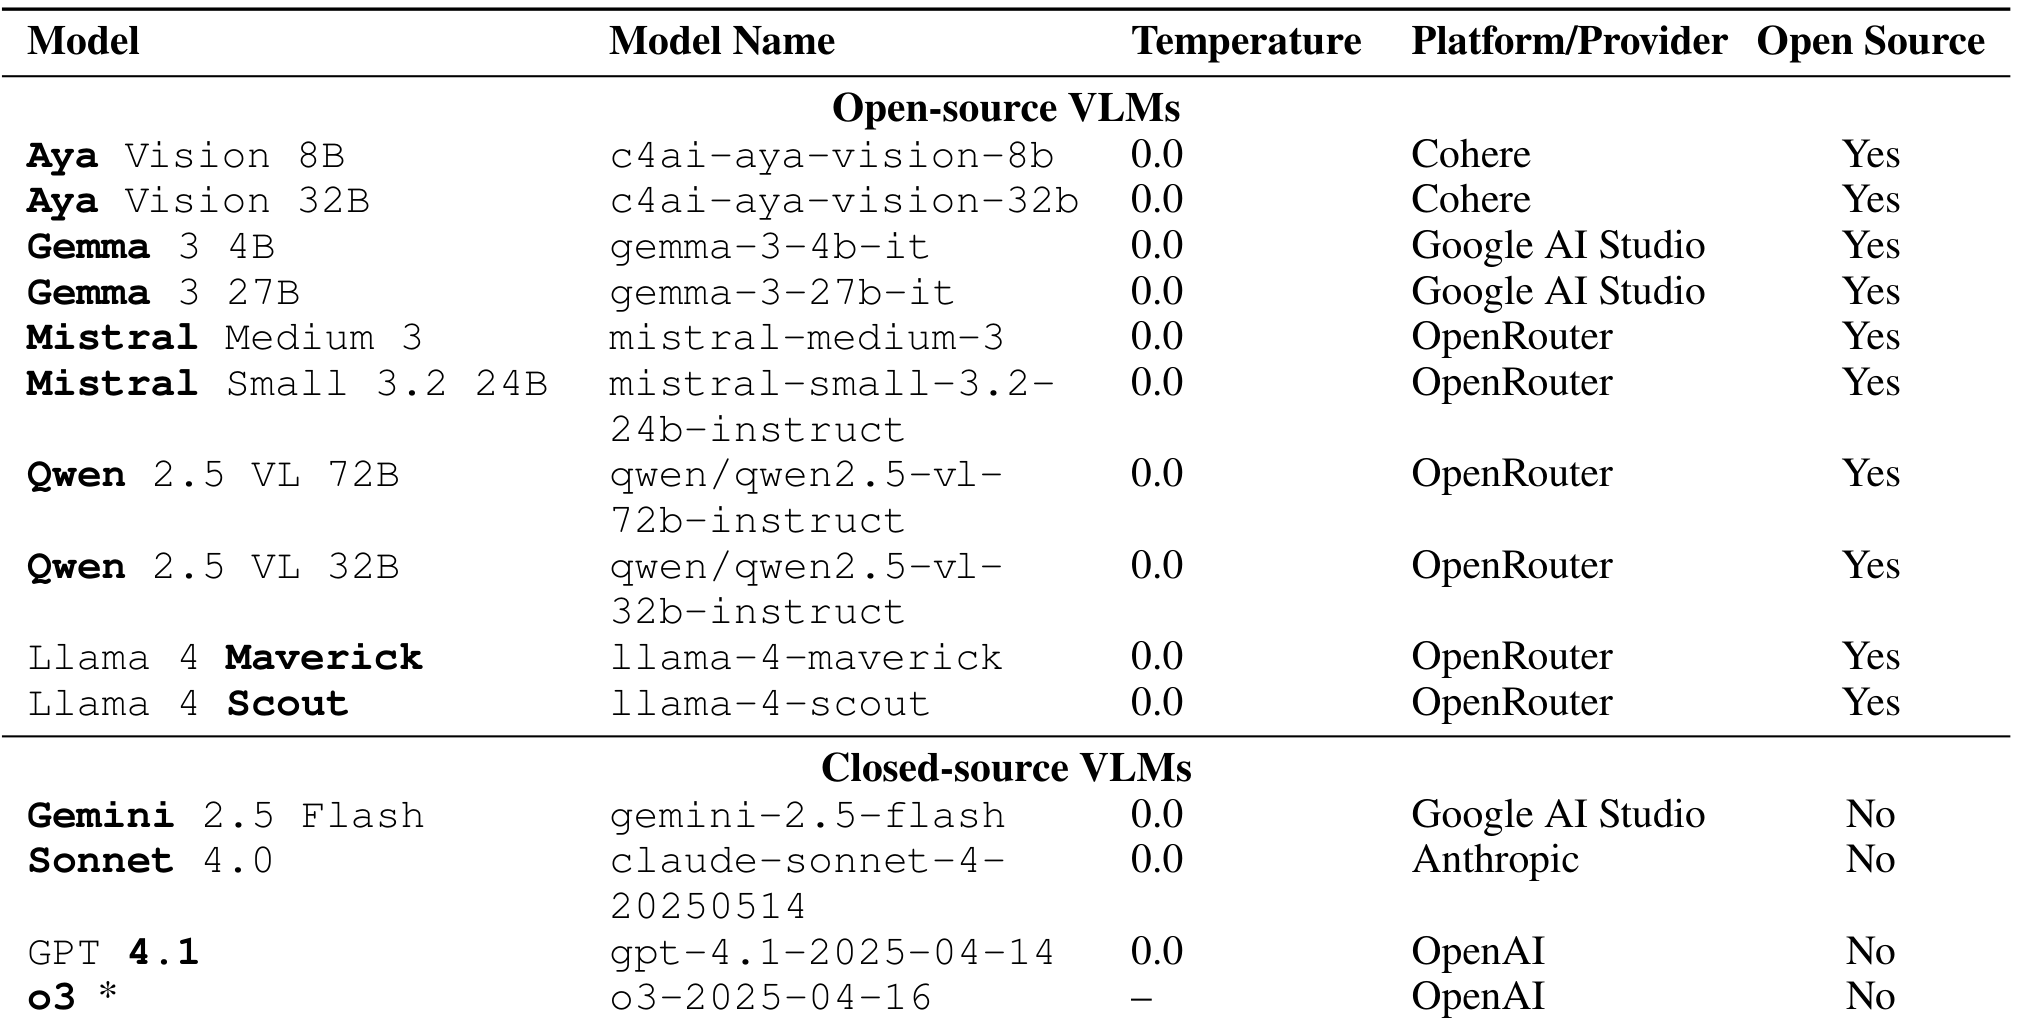 Model Model Name Temperature Platform/Provider Open Source
Open-source VLMs
Aya Vision 8B c4ai-aya-vision-8b 0.0 Cohere Yes
Aya Vision 32B c4ai-aya-vision-32b 0.0 Cohere Yes
Gemma 3 4B gemma-3-4b-it 0.0 Google AI Studio Yes
Gemma 3 27B gemma-3-27b-it 0.0 Google AI Studio Yes
Mistral Medium 3 mistral-medium-3 0.0 OpenRouter Yes
Mistral Small 3.2 24B mistral-small-3.2- 0.0 OpenRouter Yes
24b-instruct
Qwen 2.5 VL 72B qwen/qwen2.5-vl- 0.0 OpenRouter Yes
72b-instruct
Qwen 2.5 VL 32B qwen/qwen2.5-vl- 0.0 OpenRouter Yes
32b-instruct
Llama 4 Maverick llama-4-maverick 0.0 OpenRouter Yes
Llama 4 Scout llama-4-scout 0.0 OpenRouter Yes
Closed-source VLMs
Gemini 2.5 Flash gemini-2.5-flash 0.0 Google AI Studio No
Sonnet 4.0 claude-sonnet-4- 0.0 Anthropic No
20250514
GPT 4.1 gpt-4.1-2025-04-14 0.0 OpenAI No
o3 * o3-2025-04-16 – OpenAI No